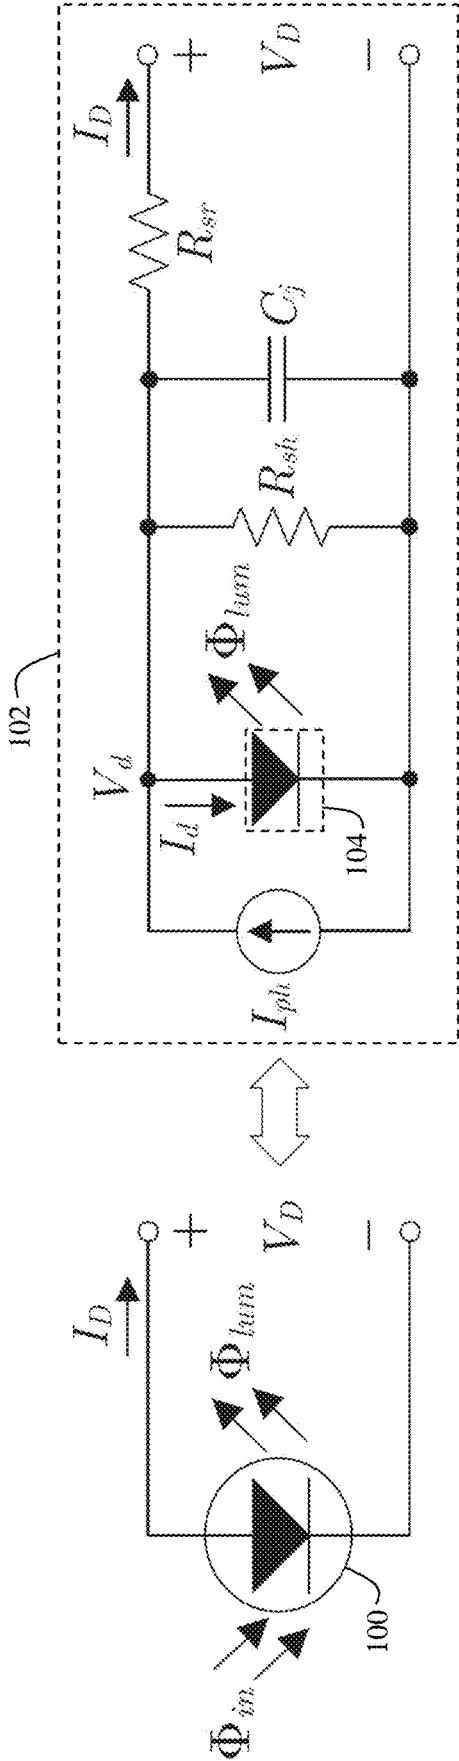 Φ_in
100
Φ_lum
I_D
+
V_D
−
102
I_ph
I_d
V_d
104
Φ_lum
R_sh
C_j
R_sr
I_D
+
V_D
−